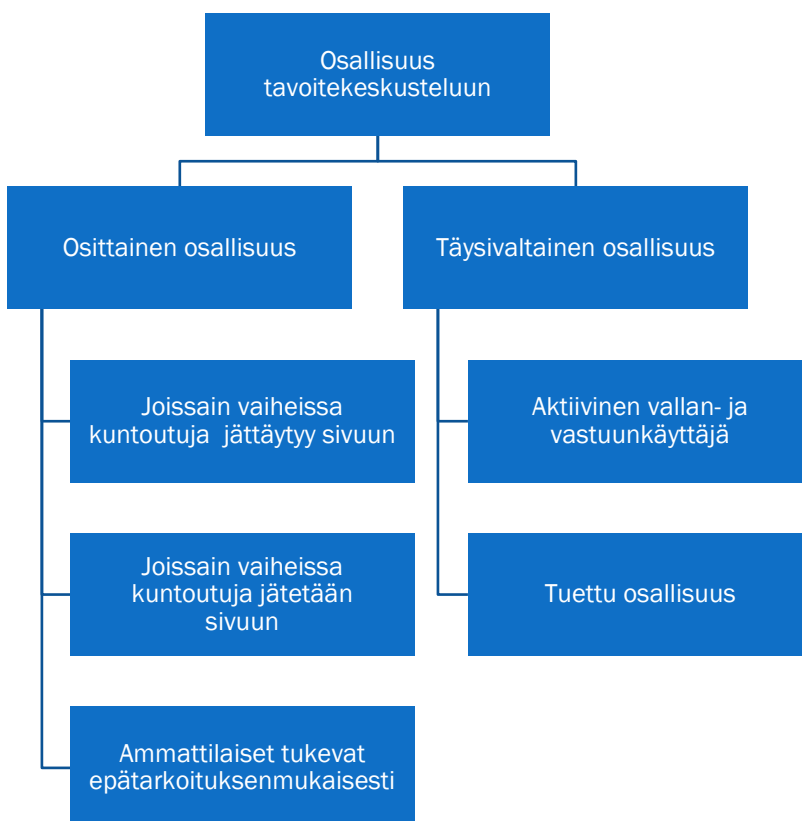 Osallisuus
tavoitekeskusteluun
Osittainen osallisuus
Joissain vaiheissa
kuntoutuja jättäytyy sivuun
Joissain vaiheissa
kuntoutuja jätetään
sivuun
Ammattilaiset tukevat
epätarkoituksenmukaisesti
Täysivaltainen osallisuus
Aktiivinen vallan- ja
vastuunkäyttäjä
Tuettu osallisuus